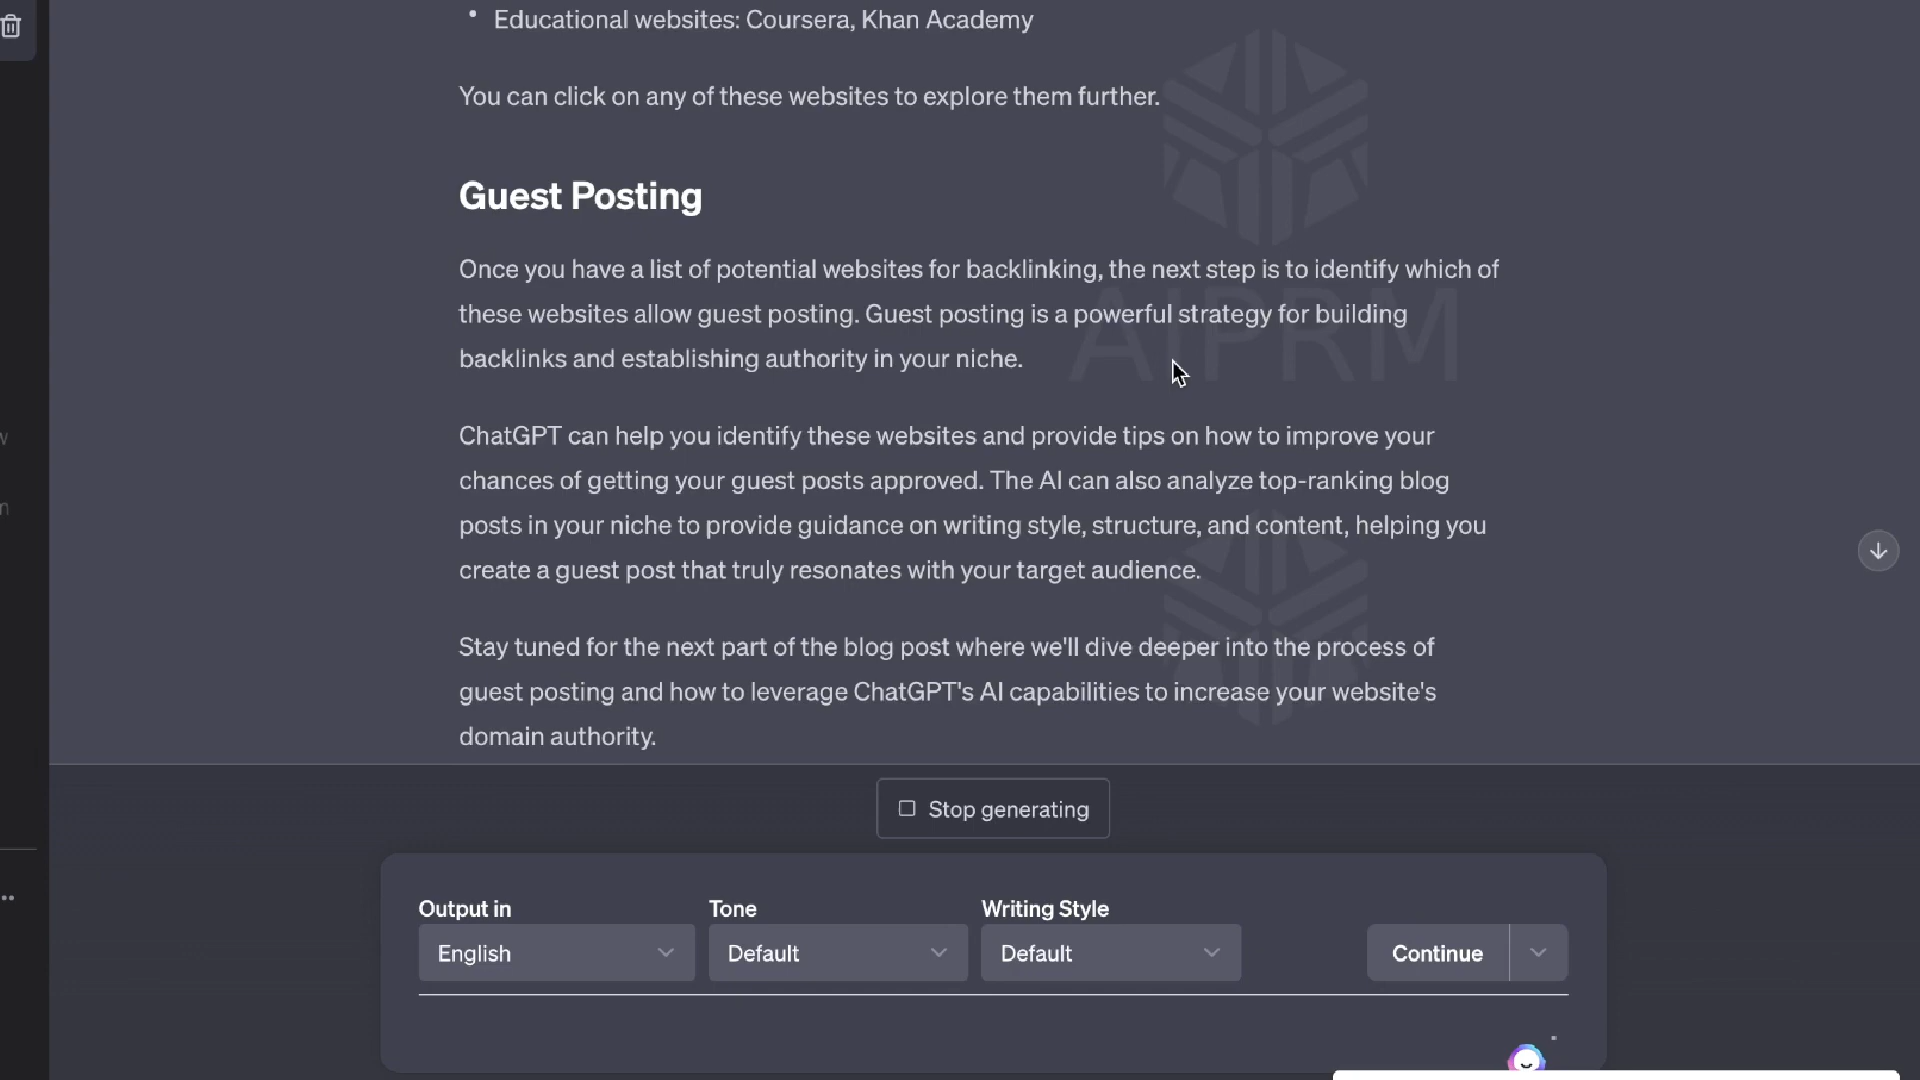 • Educational websites: Coursera, Khan Academy
You can click on any of these websites to explore them further.
Guest Posting
Once you have a list of potential websites for backlinking, the next step is to identify which of
these websites allow guest posting. Guest posting is a powerful strategy for building
backlinks and establishing authority in your niche.
AIPRM
ChatGPT can help you identify these websites and provide tips on how to improve your
chances of getting your guest posts approved. The AI can also analyze top-ranking blog
posts in your niche to provide guidance on writing style, structure, and content, helping you
create a guest post that truly resonates with your target audience.
Stay tuned for the next part of the blog post where we'll dive deeper into the process of
guest posting and how to leverage ChatGPT's AI capabilities to increase your website's
domain authority.
Stop generating
Output in Tone Writing Style
English Default Default Continue